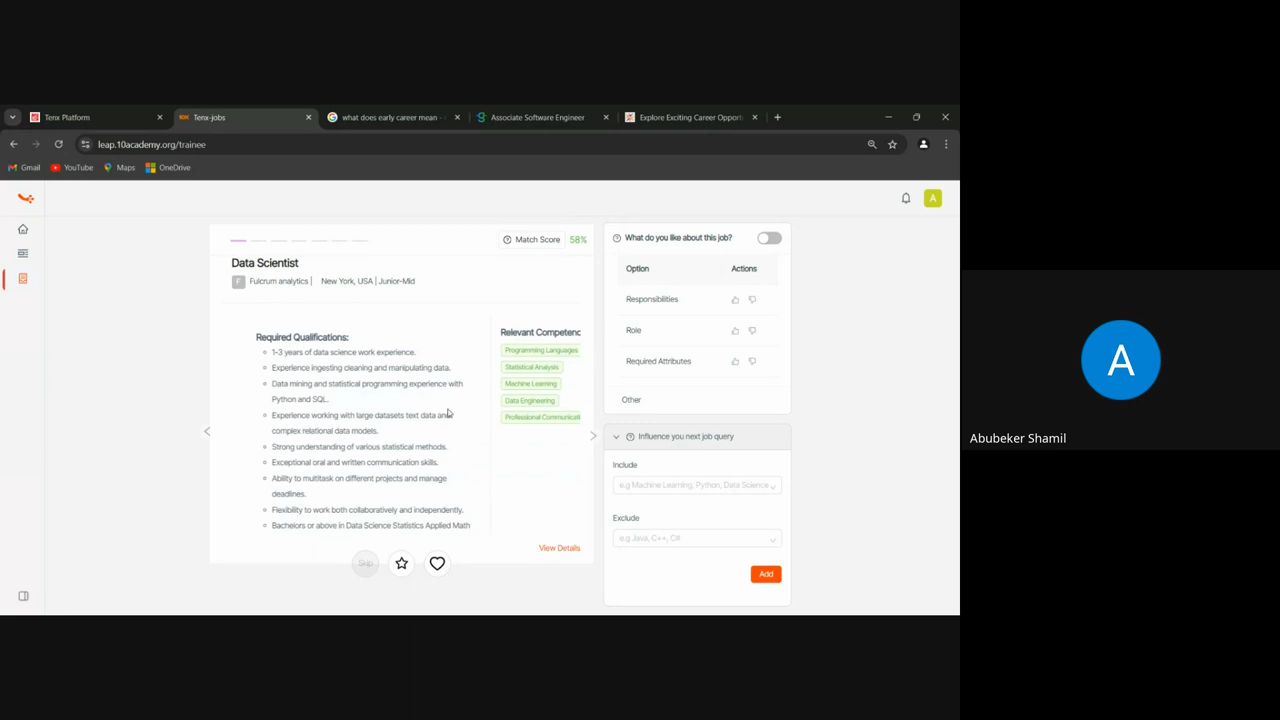 Tenx Platform
Tenx-jobs
what does early career mean -
Associate Software Engineer
Explore Exciting Career Opport
leap.10academy.org/trainee
Gmail
YouTube
Maps
OneDrive
A
Match Score 58%
Data Scientist
F Fulcrum analytics | New York, USA | Junior-Mid
Required Qualifications:
1-3 years of data science work experience.
Experience ingesting cleaning and manipulating data.
Data mining and statistical programming experience with
Python and SQL.
Experience working with large datasets text data and
complex relational data models.
Strong understanding of various statistical methods.
Exceptional oral and written communication skills.
Ability to multitask on different projects and manage
deadlines.
Flexibility to work both collaboratively and independently.
Bachelors or above in Data Science Statistics Applied Math
Relevant Competenc
Programming Languages
Statistical Analysis
Machine Learning
Data Engineering
Professional Communicati
View Details
Skip
What do you like about this job?
Option Actions
Responsibilities
Role
Required Attributes
Other
Influence you next job query
Include
e.g Machine Learning, Python, Data Science
Exclude
e.g Java, C++, C#
Add
A
Abubeker Shamil